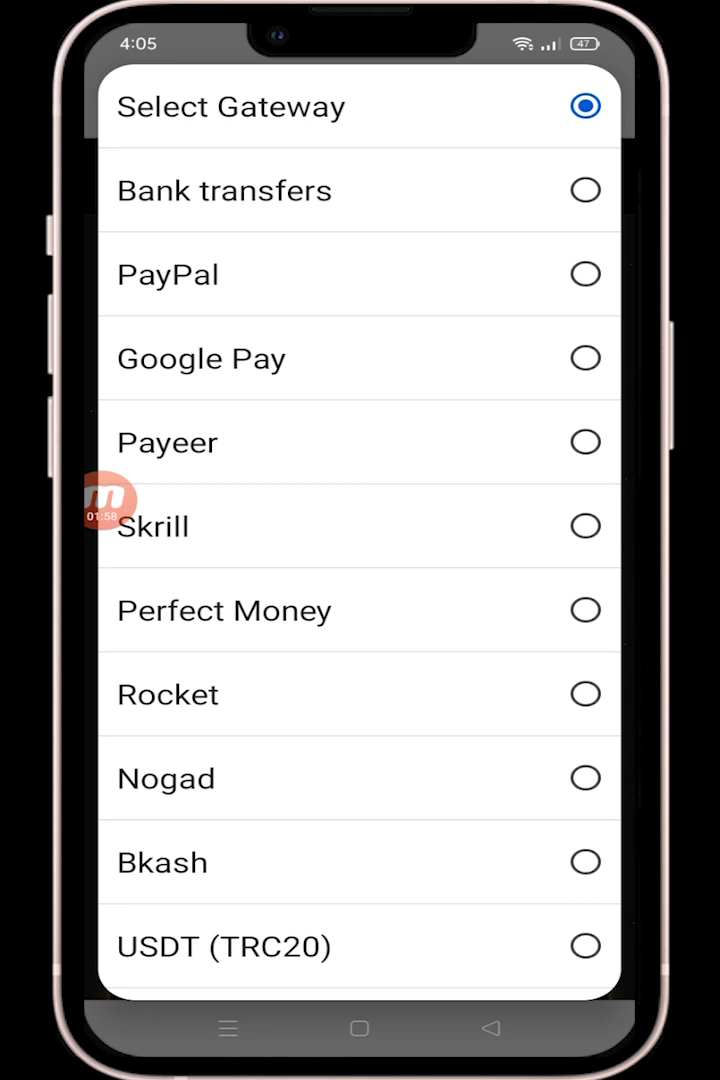 4:05
47
Select Gateway
Bank transfers
PayPal
Google Pay
Payeer
01:58
Skrill
Perfect Money
Rocket
Nogad
Bkash
USDT (TRC20)